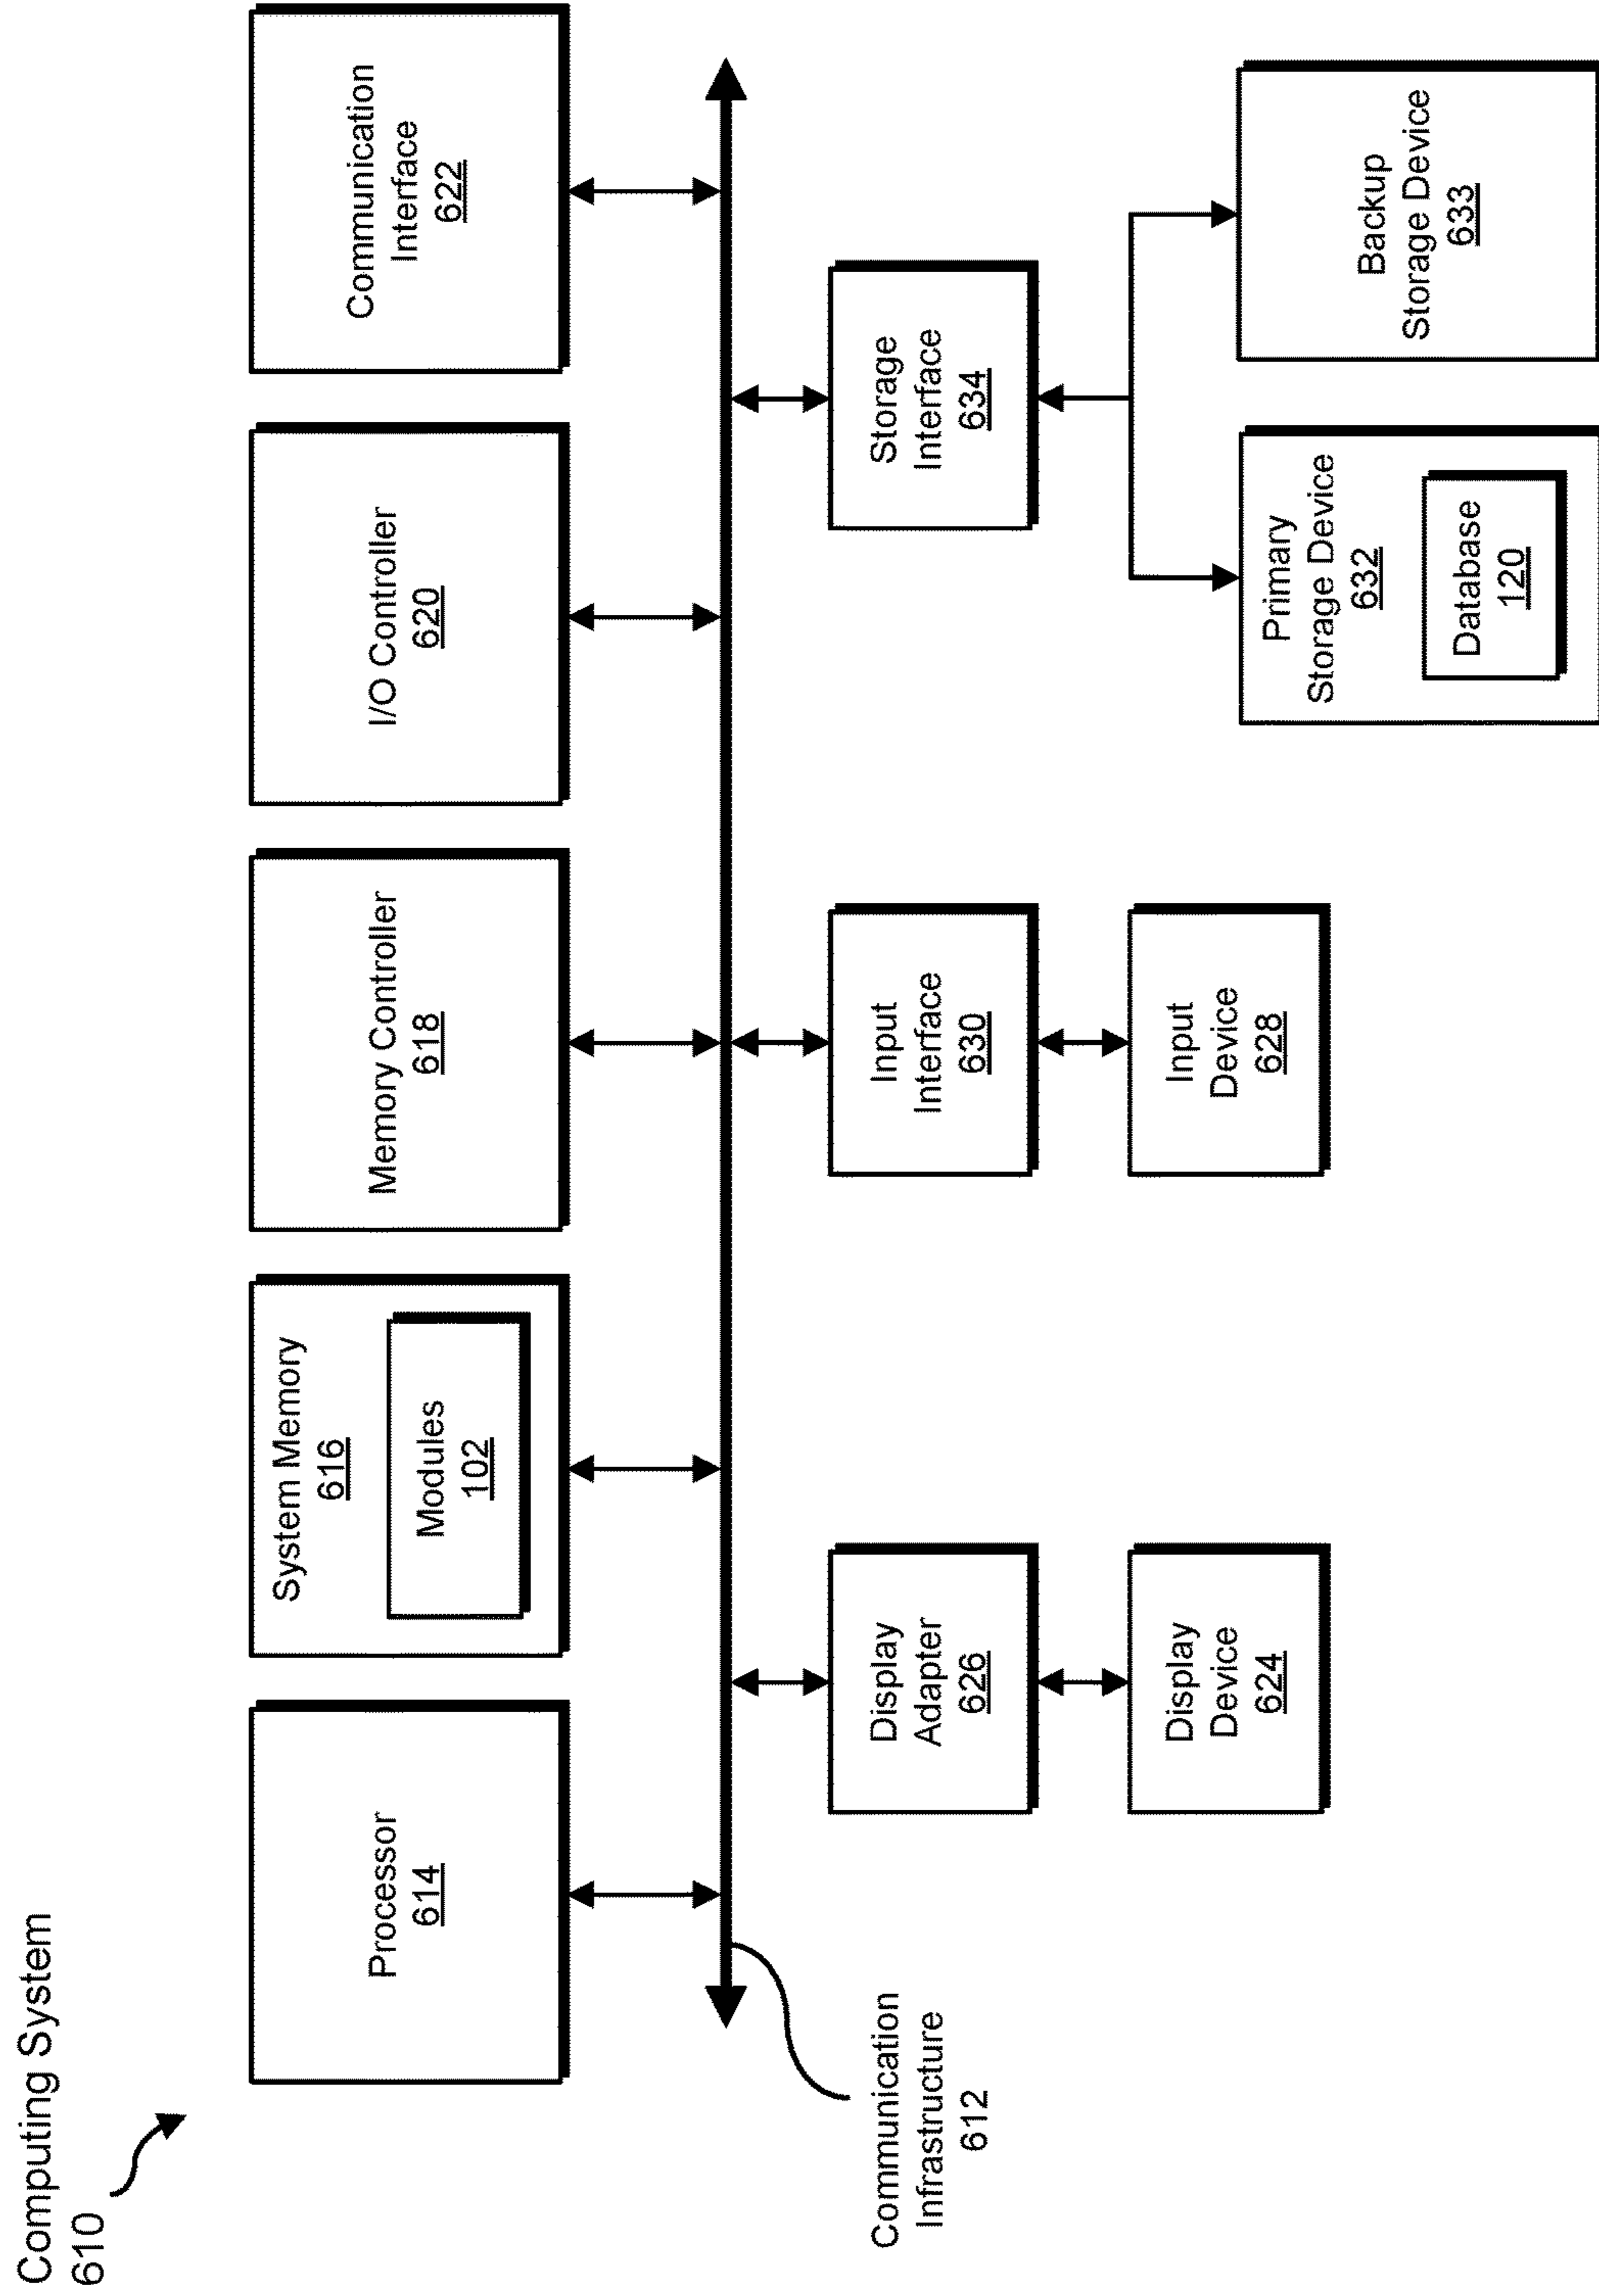 Computing System
610
Processor
614
System Memory
616
Modules
102
Memory Controller
618
I/O Controller
620
Communication
Interface
622
Communication
Infrastructure
612
Display
Adapter
626
Display
Device
624
Input
Interface
630
Input
Device
628
Storage
Interface
634
Primary
Storage Device
632
Database
120
Backup
Storage Device
633